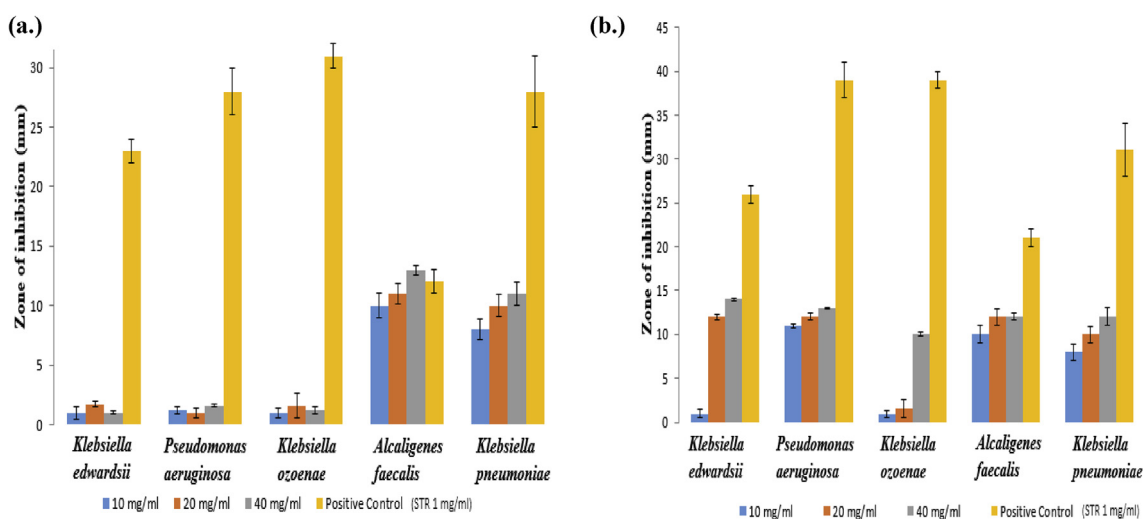 (a.)
Zone of inhibition (mm)
30
25
20
15
10
5
0
Klebsiella edwardsii
Pseudomonas aeruginosa
Klebsiella ozoenae
Alcaligenes faecalis
Klebsiella pneumoniae
10 mg/ml 20 mg/ml 40 mg/ml Positive Control (STR 1 mg/ml)
(b.)
Zone of inhibition (mm)
45
40
35
30
25
20
15
10
5
0
Klebsiella edwardsii
Pseudomonas aeruginosa
Klebsiella ozoenae
Alcaligenes faecalis
Klebsiella pneumoniae
10 mg/ml 20 mg/ml 40 mg/ml Positive Control (STR 1 mg/ml)